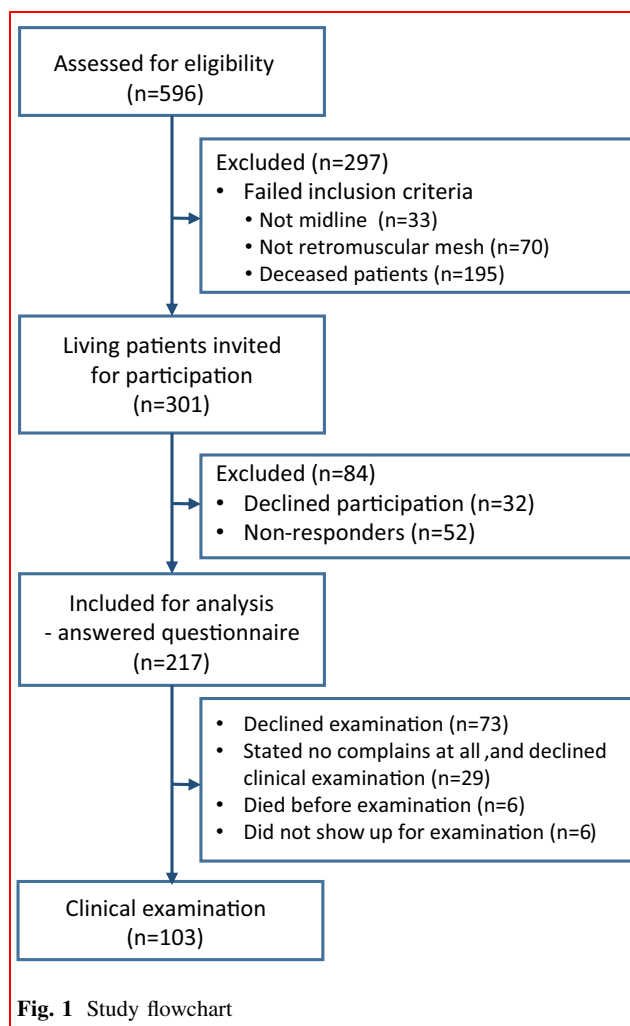 Assessed for eligibility
(n=596)
Excluded (n=297)
• Failed inclusion criteria
• Not midline (n=33)
• Not retromuscular mesh (n=70)
• Deceased patients (n=195)
Living patients invited
for participation
(n=301)
Excluded (n=84)
• Declined participation (n=32)
• Non-responders (n=52)
Included for analysis
- answered questionnaire
(n=217)
• Declined examination (n=73)
• Stated no complains at all ,and declined
clinical examination (n=29)
• Died before examination (n=6)
• Did not show up for examination (n=6)
Clinical examination
(n=103)
Fig. 1 Study flowchart